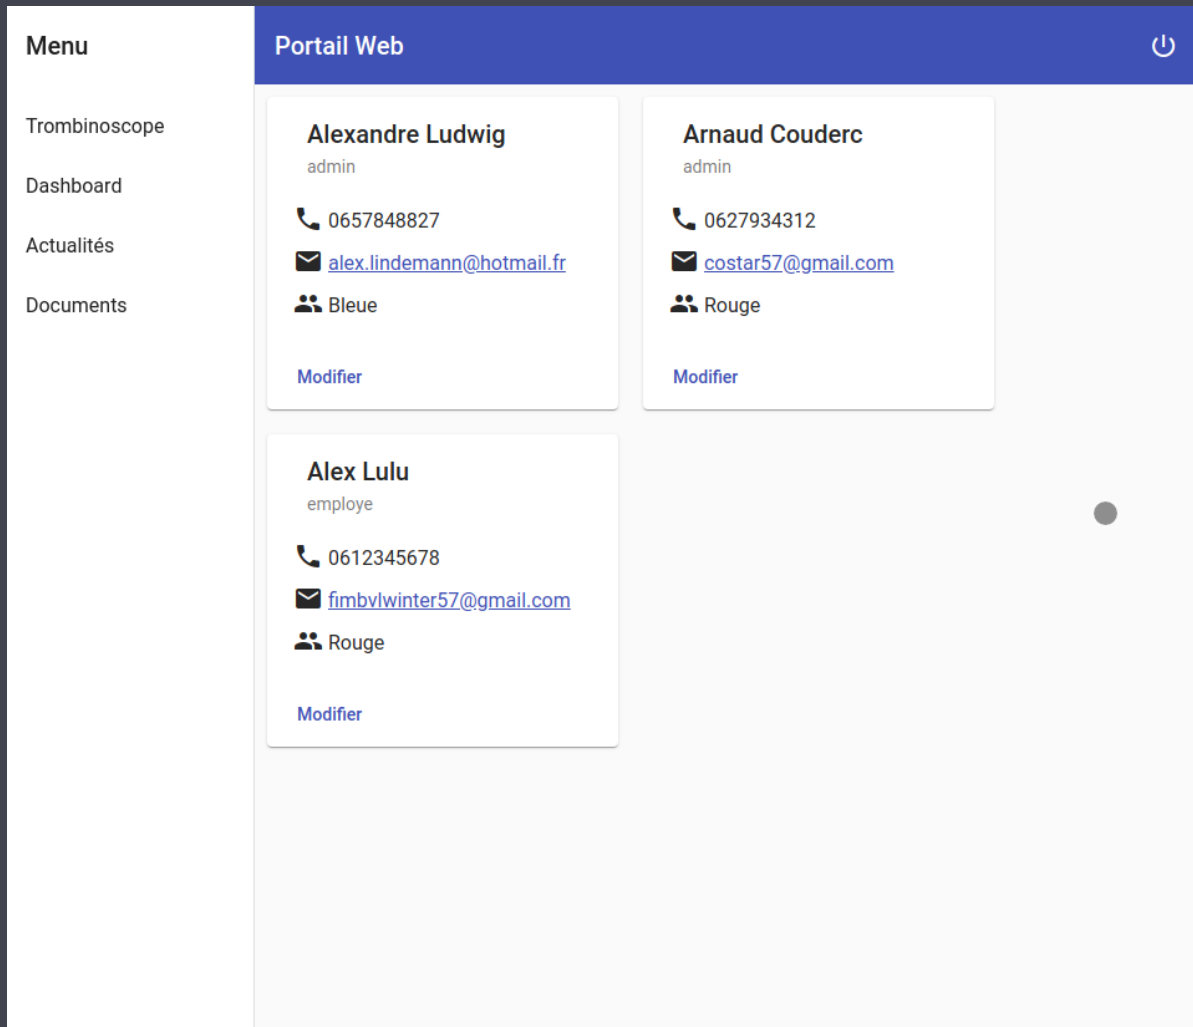 Menu
Trombinoscope
Dashboard
Actualités
Documents
Portail Web
Alexandre Ludwig
admin
0657848827
alex.lindemann@hotmail.fr
Bleue
Modifier
Arnaud Couderc
admin
0627934312
costar57@gmail.com
Rouge
Modifier
Alex Lulu
employe
0612345678
fimbvlwinter57@gmail.com
Rouge
Modifier